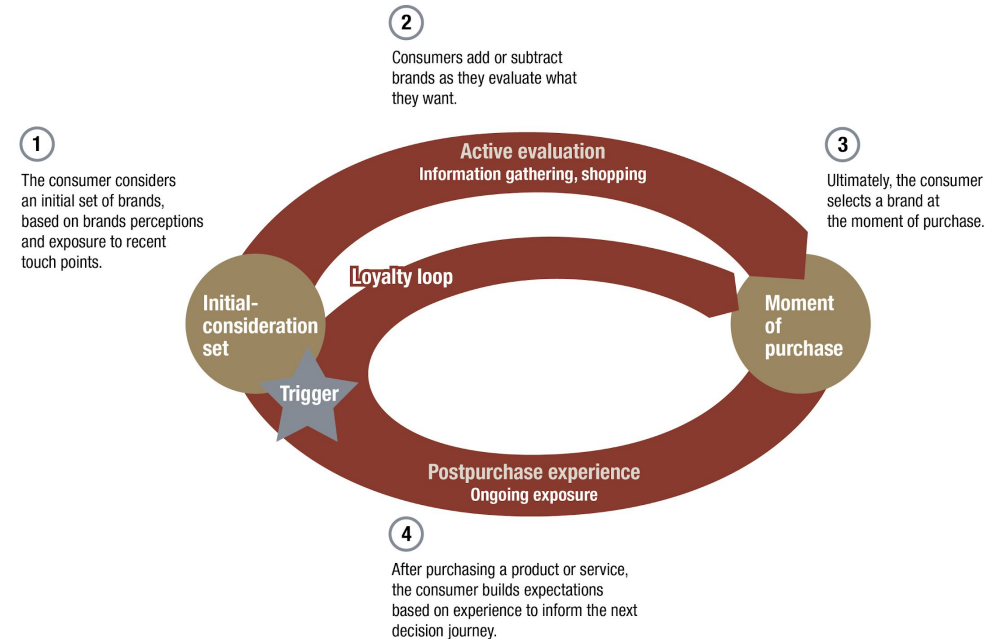 1
The consumer considers
an initial set of brands,
based on brands perceptions
and exposure to recent
touch points.
2
Consumers add or subtract
brands as they evaluate what
they want.
3
Ultimately, the consumer
selects a brand at
the moment of purchase.
Active evaluation
Information gathering, shopping
Loyalty loop
Initial-
consideration
set
Trigger
Moment
of
purchase
Postpurchase experience
Ongoing exposure
4
After purchasing a product or service,
the consumer builds expectations
based on experience to inform the next
decision journey.